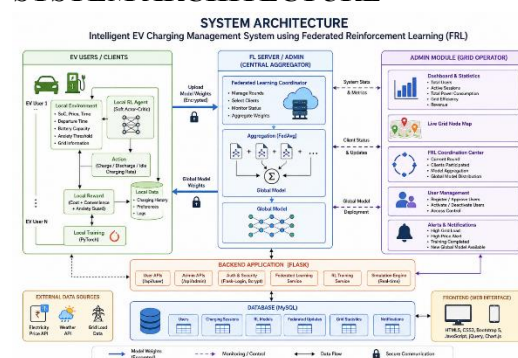 SYSTEM ARCHITECTURE
SYSTEM ARCHITECTURE
Intelligent EV Charging Management System using Federated Reinforcement Learning (FRL)
EV USERS / CLIENTS
EV User 1
Local Environment
• SoC, Price, Time
• Departure Time
• Battery Capacity
• Anxiety Threshold
• Grid Information
Local RL Agent
(Soft Actor-Critic)
Action
(Charge / Discharge / Idle
Charging Rate)
Local Reward
(Cost + Convenience
+ Anxiety Guard)
Local Data
• Charging History
• Preferences
• Logs
EV User N
Local Training
(PyTorch)
Upload
Model Weights
(Encrypted)
Global Model
Weights
FL SERVER / ADMIN
(CENTRAL AGGREGATOR)
Federated Learning Coordinator
• Manage Rounds
• Select Clients
• Monitor Status
• Aggregate Weights
Aggregation (FedAvg)
Σ
Global Model
Global Model
System Stats
& Metrics
Client Status
& Updates
Global Model
Deployment
ADMIN MODULE (GRID OPERATOR)
Dashboard & Statistics
• Total Users
• Active Sessions
• Total Power Consumption
• Grid Efficiency
• Revenue
Live Grid Node Map
FRL Coordination Center
• Current Round
• Clients Participated
• Model Aggregation
• Global Model Distribution
User Management
• Register / Approve Users
• Activate / Deactivate Users
• Access Control
Alerts & Notifications
• High Grid Load
• High Price Alert
• Training Completed
• New Global Model Available
BACKEND APPLICATION (FLASK)
User APIs
(/api/user)
Admin APIs
(/api/admin)
Auth & Security
(Flask-Login, Bcrypt)
Federated Learning
Service
RL Training
Service
Simulation Engine
(Real-time)
EXTERNAL DATA SOURCES
Electricity
Price API
Weather
API
Grid Load
Data
DATABASE (MySQL)
Users
Charging Sessions
RL Models
Federated Updates
Grid Statistics
Notifications
FRONTEND (WEB INTERFACE)
HTML5, CSS3, Bootstrap 5,
JavaScript, jQuery, Chart.js
Model Weights
Monitoring / Control
Data Flow
Secure Communication